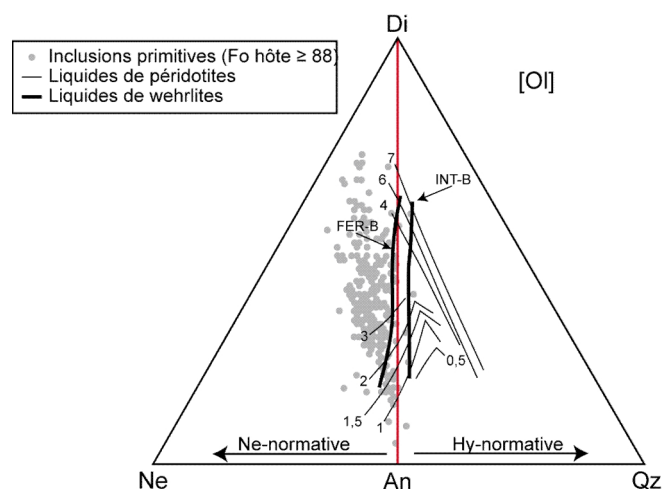 Di
Inclusions primitives (Fo hôte ≥ 88)
Liquides de péridotites
Liquides de wehrlites
[Ol]
7
6
INT-B
4
FER-B
3
2
0,5
1,5
1
Ne-normative
Hy-normative
Ne
An
Qz